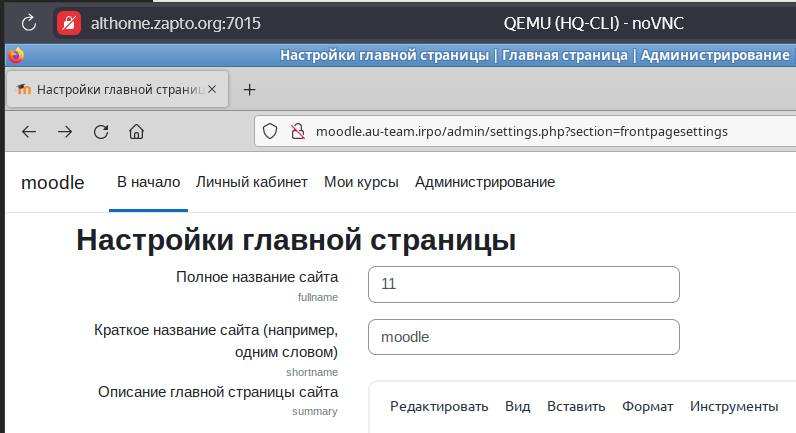 althome.zapto.org:7015 QEMU (HQ-CLI) - noVNC
Настройки главной страницы | Главная страница | Администрирование |
Настройки главной страниц
moodle.au-team.irpo/admin/settings.php?section=frontpagesettings
moodle В начало Личный кабинет Мои курсы Администрирование
Настройки главной страницы
Полное название сайта 11
fullname
Краткое название сайта (например, moodle
одним словом)
shortname
Описание главной страницы сайта
summary
Редактировать Вид Вставить Формат Инструменты